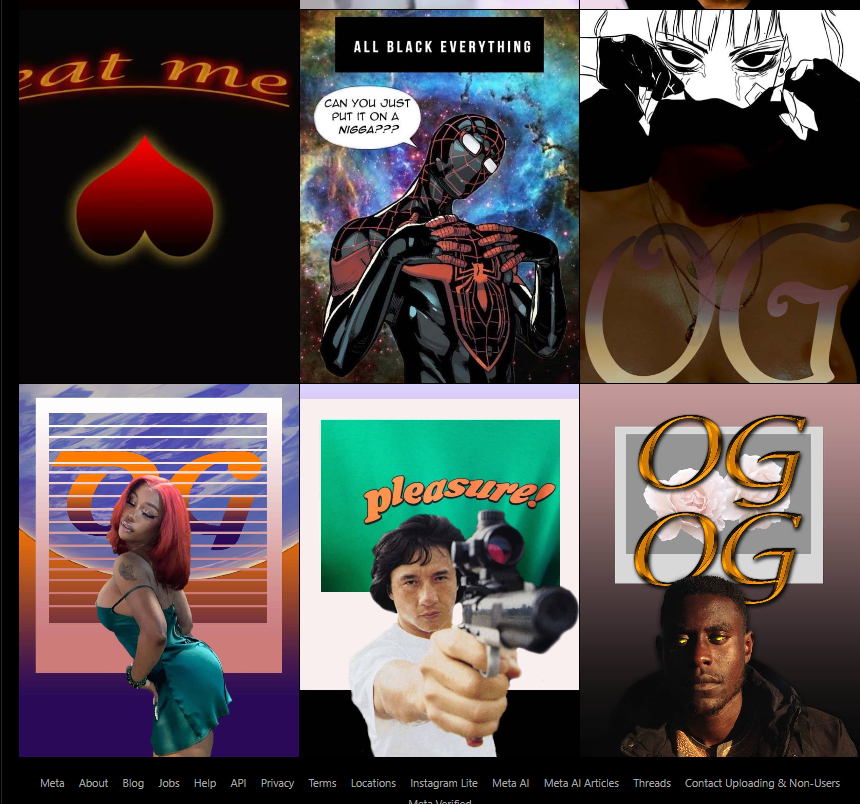 eat me
ALL BLACK EVERYTHING
CAN YOU JUST
PUT IT ON A
NIGGA???
OG
OG
pleasure!
OG
OG
Meta About Blog Jobs Help API Privacy Terms Locations Instagram Lite Meta AI Meta AI Articles Threads Contact Uploading & Non-Users
Meta Verified